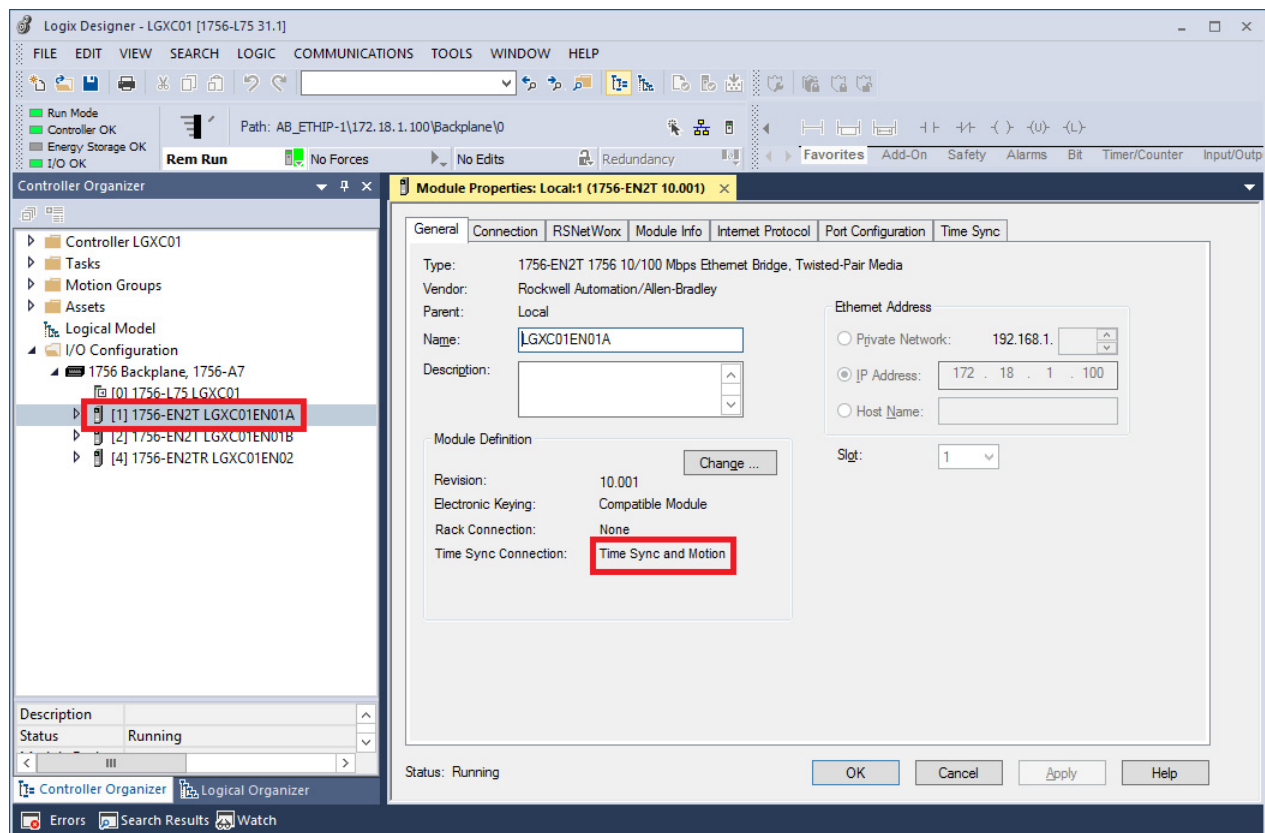 Logix Designer - LGXC01 [1756-L75 31.1]
FILE EDIT VIEW SEARCH LOGIC COMMUNICATIONS TOOLS WINDOW HELP
Run Mode
Controller OK
Energy Storage OK
I/O OK
Path: AB_ETHIP-1\172.18.1.100\Backplane\0
Rem Run No Forces No Edits Redundancy
Favorites Add-On Safety Alarms Bit Timer/Counter Input/Outp
Controller Organizer
Controller LGXC01
Tasks
Motion Groups
Assets
Logical Model
I/O Configuration
1756 Backplane, 1756-A7
[0] 1756-L75 LGXC01
[1] 1756-EN2T LGXC01EN01A
[2] 1756-EN2T LGXC01EN01B
[4] 1756-EN2TR LGXC01EN02
Description
Status Running
Controller Organizer Logical Organizer
Module Properties: Local:1 (1756-EN2T 10.001)
General Connection RSNetWorx Module Info Internet Protocol Port Configuration Time Sync
Type: 1756-EN2T 1756 10/100 Mbps Ethernet Bridge, Twisted-Pair Media
Vendor: Rockwell Automation/Allen-Bradley
Parent: Local
Name: LGXC01EN01A
Description:
Module Definition
Change ...
Revision: 10.001
Electronic Keying: Compatible Module
Rack Connection: None
Time Sync Connection: Time Sync and Motion
Ethernet Address
Private Network: 192.168.1.
IP Address: 172 . 18 . 1 . 100
Host Name:
Slot: 1
Status: Running
OK Cancel Apply Help
Errors Search Results Watch